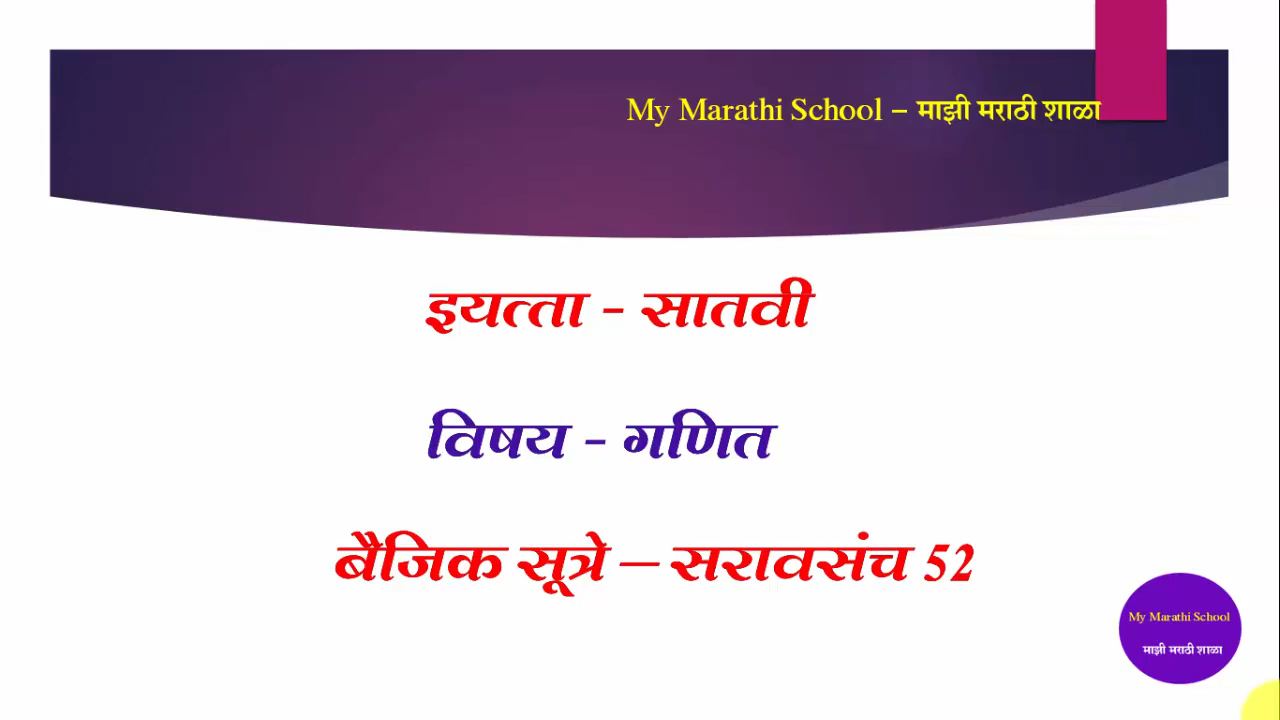 My Marathi School – माझी मराठी शाळा
इयत्ता - सातवी
विषय - गणित
बैजिक सूत्रे – सरावसंच 52
My Marathi School
माझी मराठी शाळा